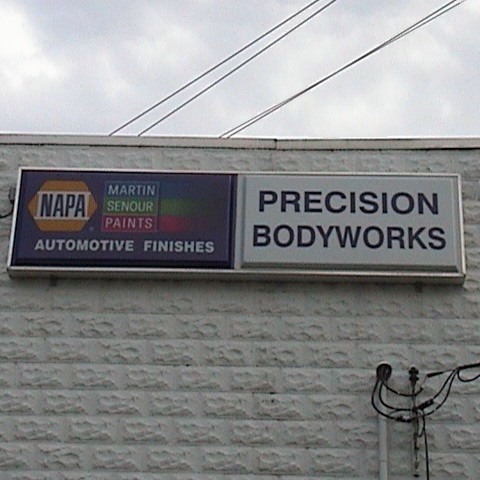 NAPA
MARTIN
SENOUR
PAINTS
AUTOMOTIVE FINISHES
PRECISION
BODYWORKS